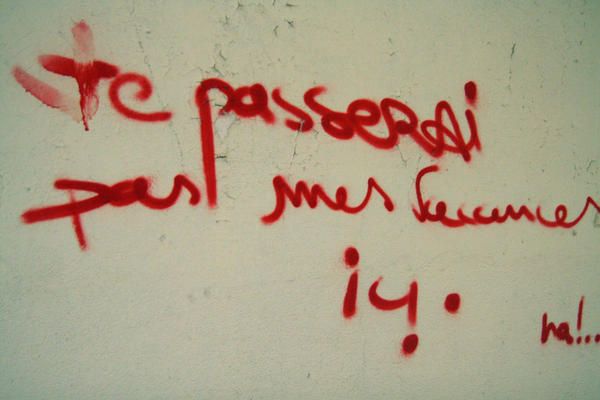 Je passerai
pas mes vacances
ici.
ha!...